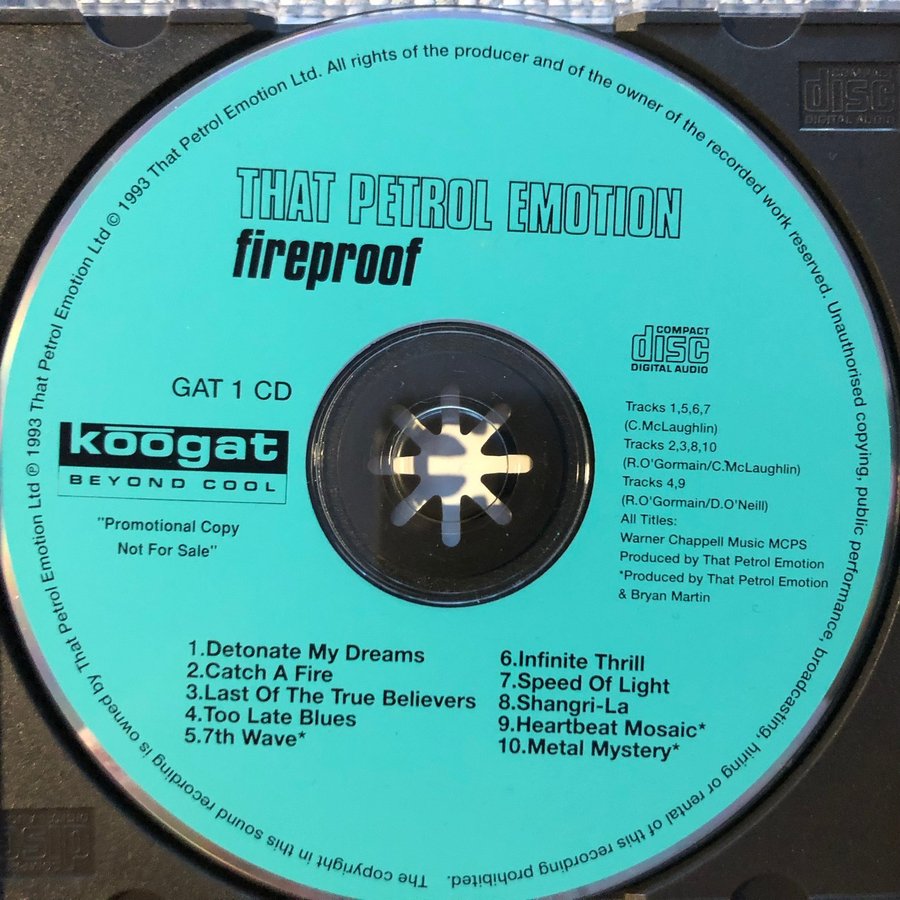 The copyright in this sound recording is owned by That Petrol Emotion Ltd ℗ 1993 That Petrol Emotion Ltd © 1993 That Petrol Emotion Ltd. All rights of the producer and of the owner of the recorded work reserved. Unauthorised copying, public performance, broadcasting, hiring or rental of this recording prohibited.
THAT PETROL EMOTION
fireproof
GAT 1 CD
kōōgat
BEYOND COOL
"Promotional Copy
Not For Sale"
COMPACT
disc
DIGITAL AUDIO
Tracks 1,5,6,7
(C.McLaughlin)
Tracks 2,3,8,10
(R.O'Gormain/C.McLaughlin)
Tracks 4,9
(R.O'Gormain/D.O'Neill)
All Titles:
Warner Chappell Music MCPS
Produced by That Petrol Emotion
*Produced by That Petrol Emotion
& Bryan Martin
1.Detonate My Dreams
2.Catch A Fire
3.Last Of The True Believers
4.Too Late Blues
5.7th Wave*
6.Infinite Thrill
7.Speed Of Light
8.Shangri-La
9.Heartbeat Mosaic*
10.Metal Mystery*
COMPACT
disc
DIGITAL AUDIO
disc